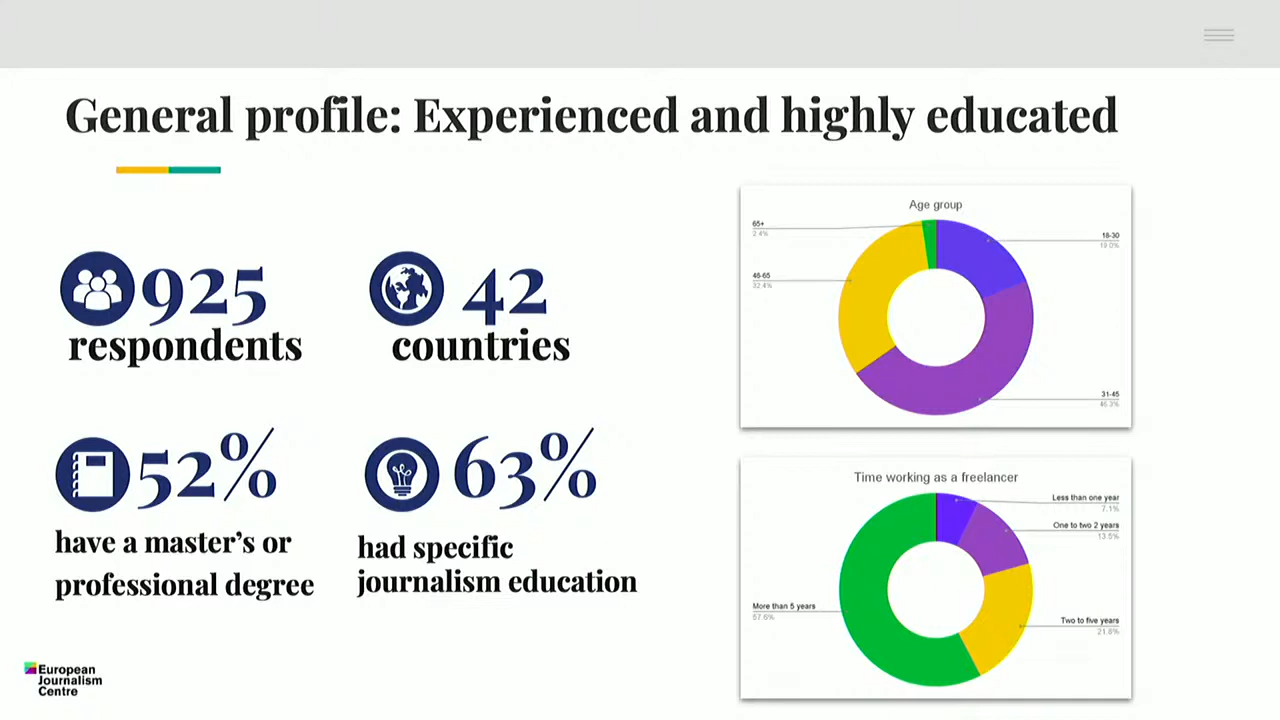 General profile: Experienced and highly educated
925
respondents
42
countries
52%
have a master's or
professional degree
63%
had specific
journalism education
Age group
65+
2.4%
18-30
19.0%
46-65
32.4%
31-45
46.3%
Time working as a freelancer
Less than one year
7.1%
One to two 2 years
13.5%
More than 5 years
57.6%
Two to five years
21.8%
European
Journalism
Centre